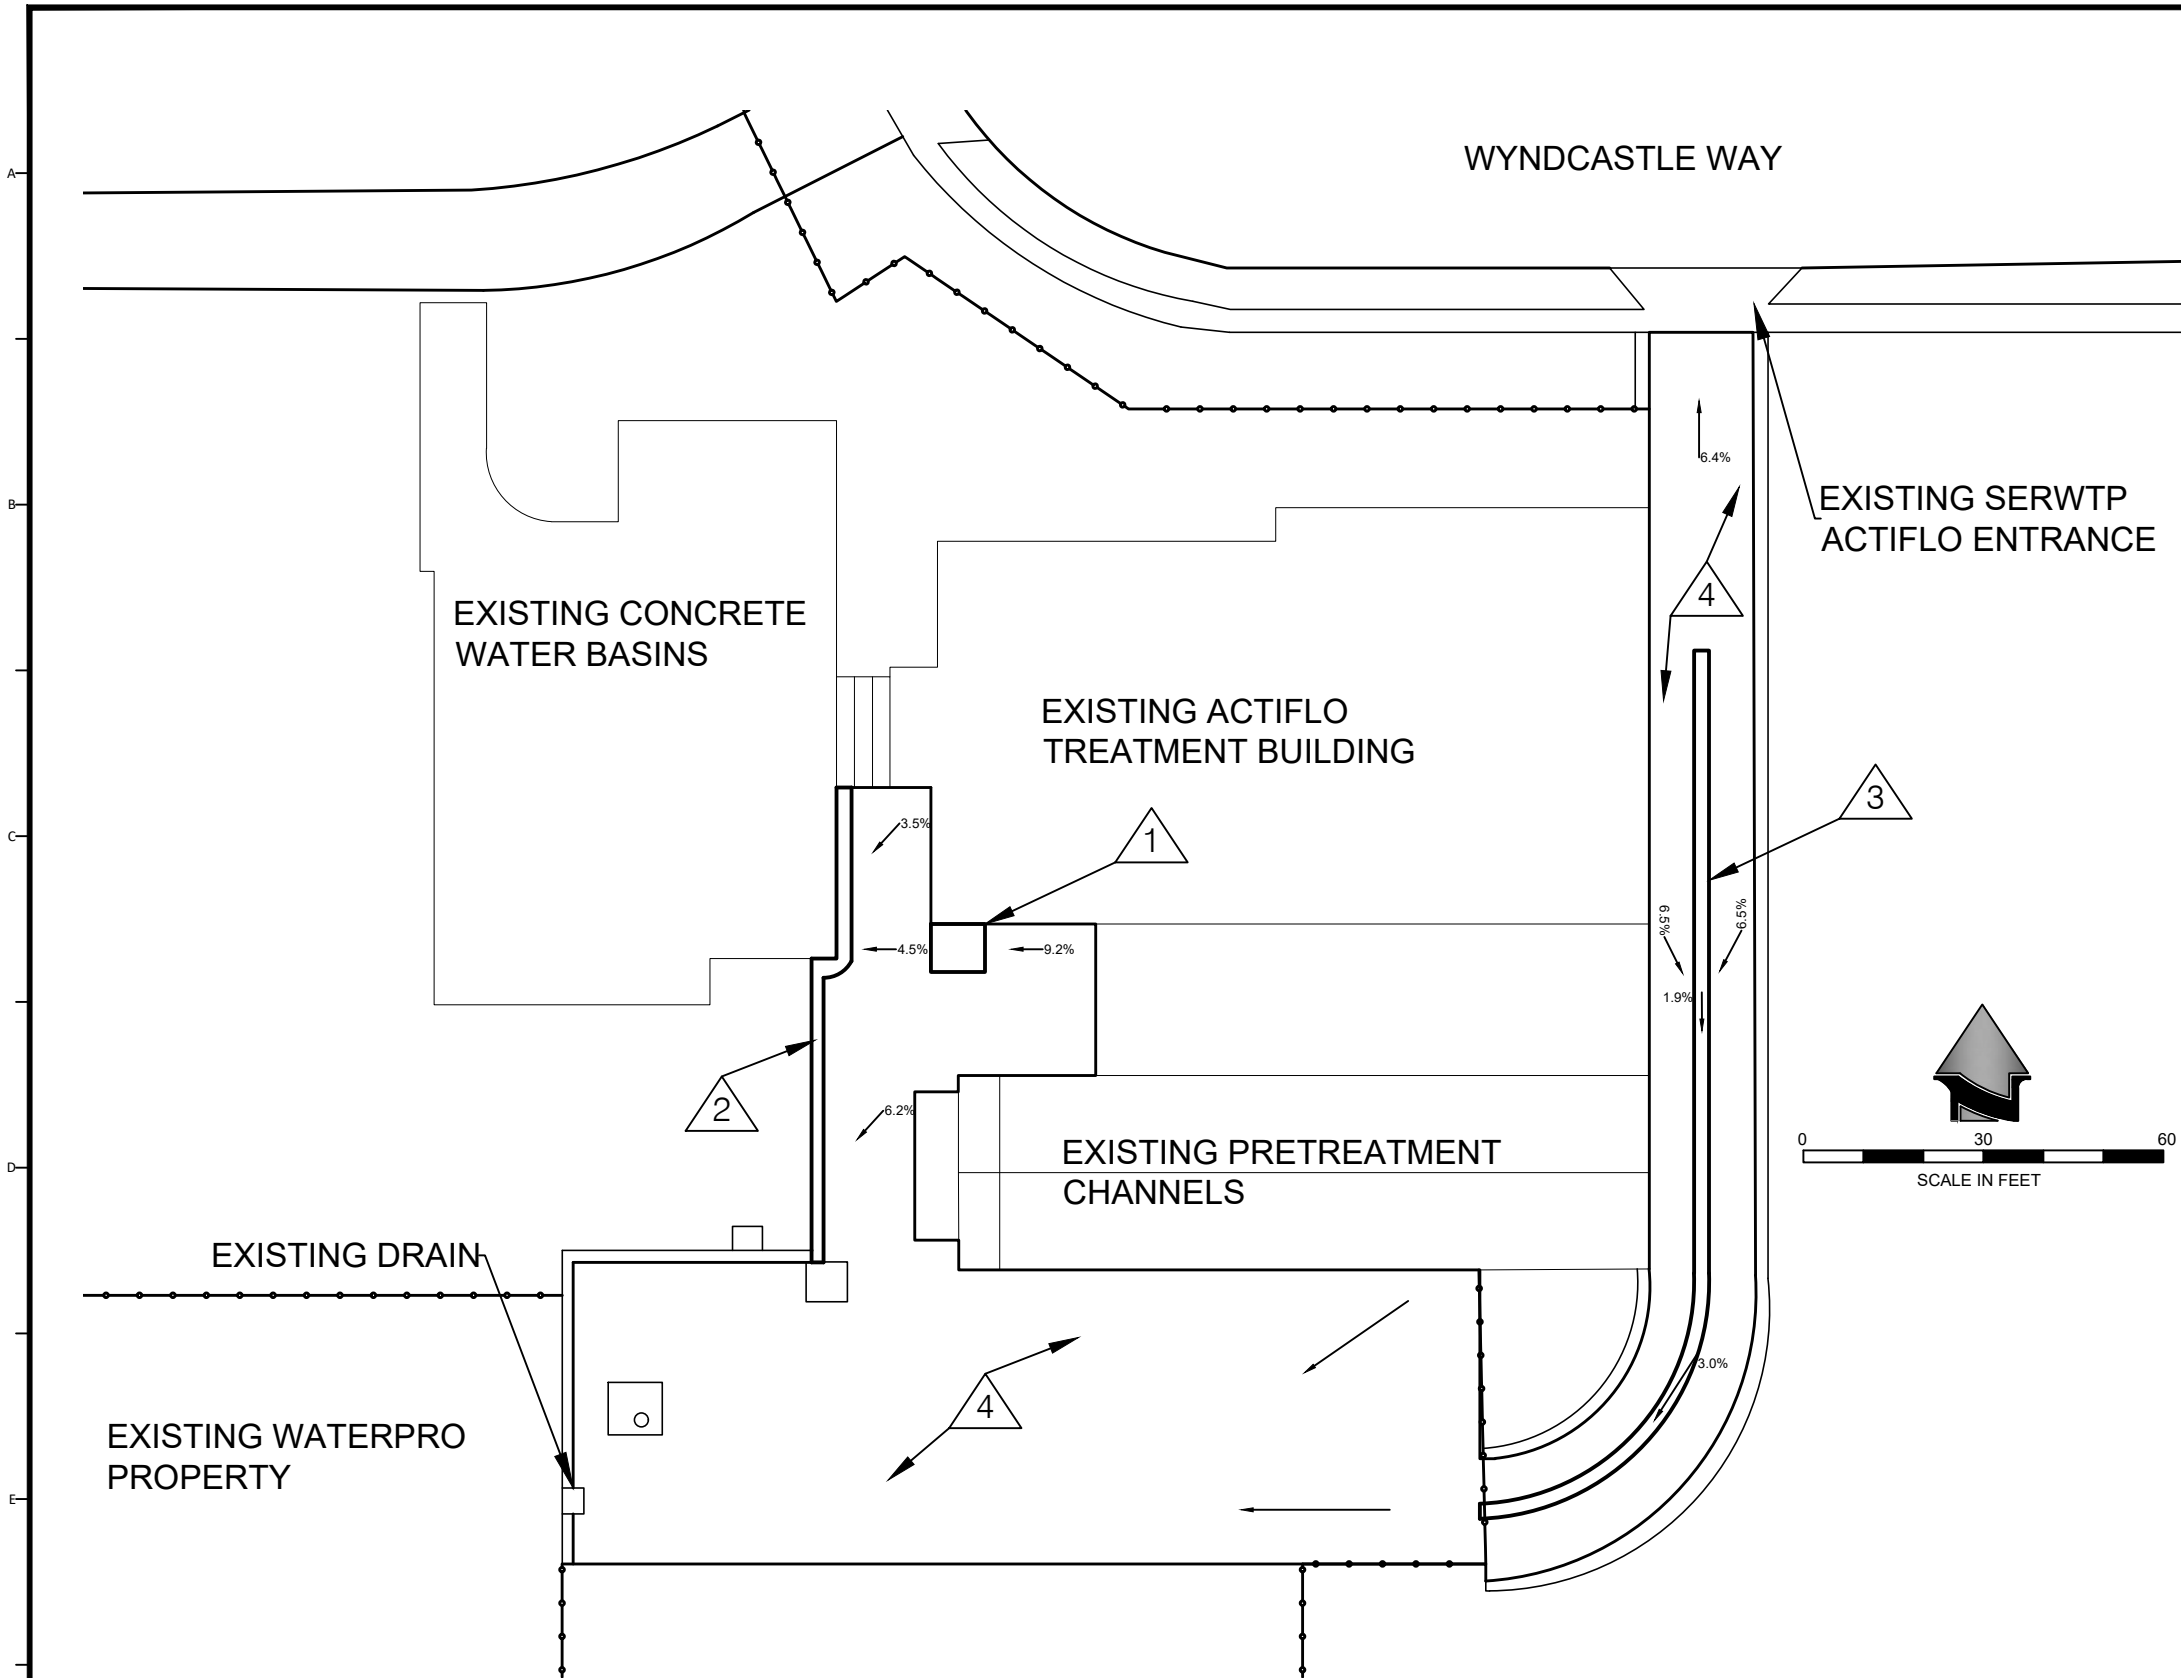 WYNDCASTLE WAY
A
6.4%
B
EXISTING SERWTP
ACTIFLO ENTRANCE
4
EXISTING CONCRETE
WATER BASINS
EXISTING ACTIFLO
TREATMENT BUILDING
3
C
3.5%
1
6.5%
6.5%
4.5%
9.2%
1.9%
2
6.2%
EXISTING PRETREATMENT
CHANNELS
0 30 60
SCALE IN FEET
D
EXISTING DRAIN
3.0%
4
EXISTING WATERPRO
PROPERTY
E